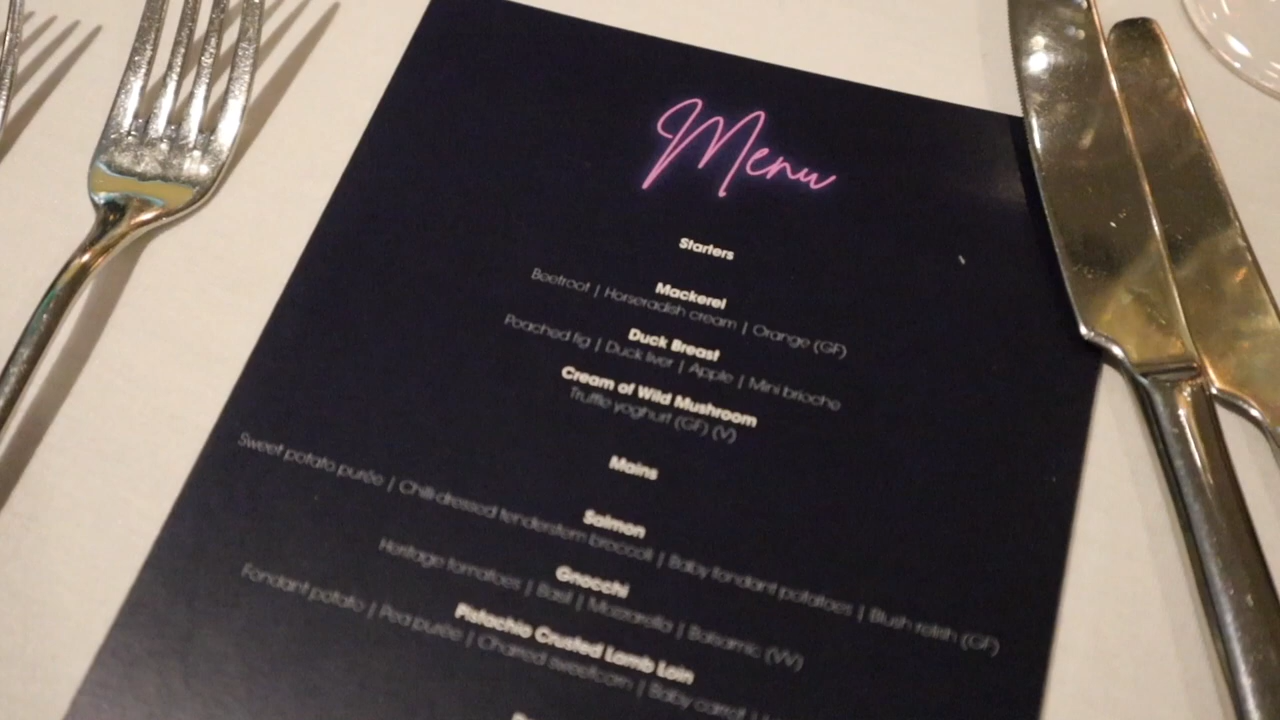 Menu
Starters
Mackerel
Beetroot | Horseradish cream | Orange (GF)
Duck Breast
Poached fig | Duck liver | Apple | Mini brioche
Cream of Wild Mushroom
Truffle yoghurt (GF) (V)
Mains
Salmon
Sweet potato purée | Chilli-dressed tenderstem broccoli | Baby fondant potatoes | Blush relish (GF)
Gnocchi
Heritage tomatoes | Basil | Mozzarella | Balsamic (VV)
Pistachio Crusted Lamb Loin
Fondant potato | Pea purée | Charred sweetcorn | Baby carrot |